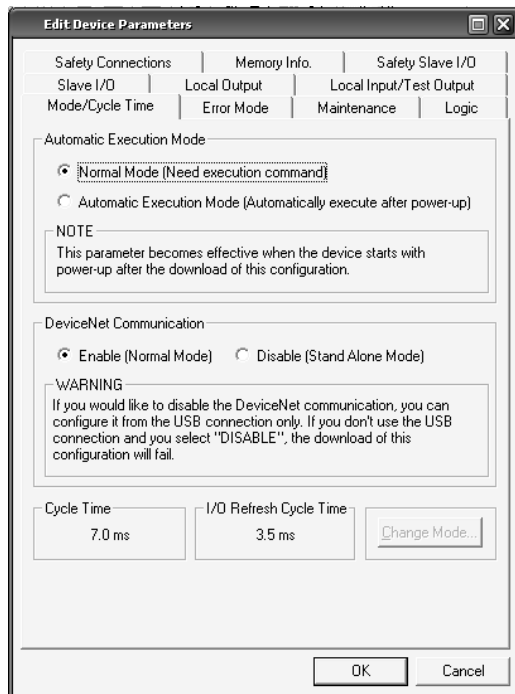 Edit Device Parameters
Safety Connections
Memory Info.
Safety Slave I/O
Slave I/O
Local Output
Local Input/Test Output
Mode/Cycle Time
Error Mode
Maintenance
Logic
Automatic Execution Mode
Normal Mode (Need execution command)
Automatic Execution Mode (Automatically execute after power-up)
NOTE
This parameter becomes effective when the device starts with
power-up after the download of this configuration.
DeviceNet Communication
Enable (Normal Mode)
Disable (Stand Alone Mode)
WARNING
If you would like to disable the DeviceNet communication, you can
configure it from the USB connection only. If you don't use the USB
connection and you select "DISABLE", the download of this
configuration will fail.
Cycle Time
7.0 ms
I/O Refresh Cycle Time
3.5 ms
Change Mode...
OK
Cancel